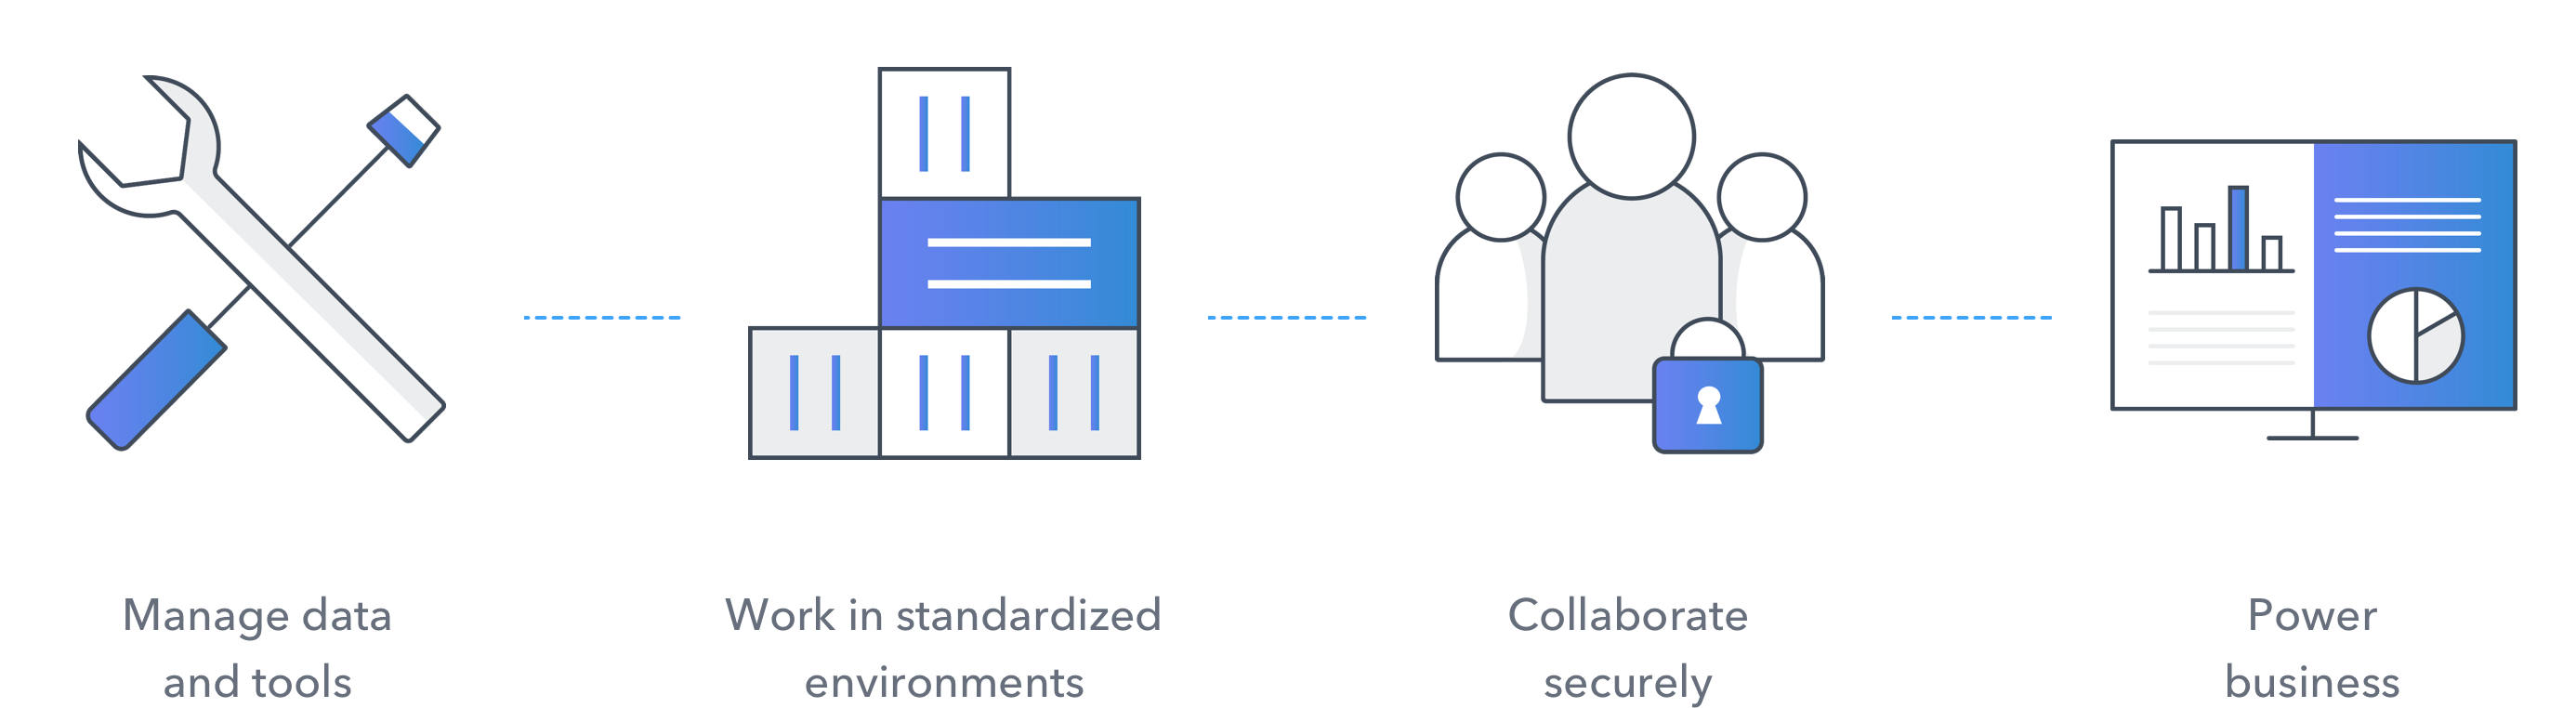 Manage data
and tools
Work in standardized
environments
Collaborate
securely
Power
business